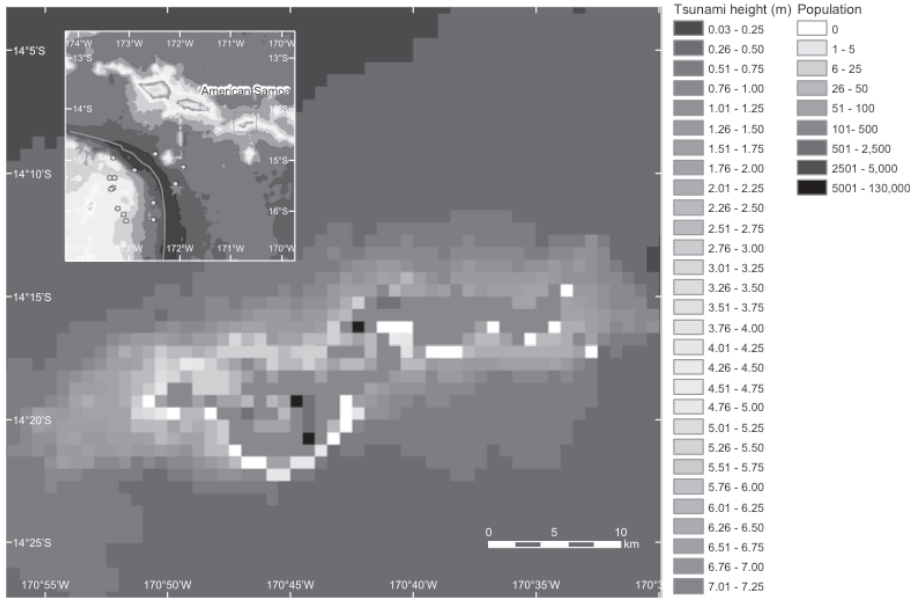 Tsunami height (m) Population
0.03 - 0.25
0.26 - 0.50
0.51 - 0.75
0.76 - 1.00
1.01 - 1.25
1.26 - 1.50
1.51 - 1.75
1.76 - 2.00
2.01 - 2.25
2.26 - 2.50
2.51 - 2.75
2.76 - 3.00
3.01 - 3.25
3.26 - 3.50
3.51 - 3.75
3.76 - 4.00
4.01 - 4.25
4.26 - 4.50
4.51 - 4.75
4.76 - 5.00
5.01 - 5.25
5.26 - 5.50
5.51 - 5.75
5.76 - 6.00
6.01 - 6.25
6.26 - 6.50
6.51 - 6.75
6.76 - 7.00
7.01 - 7.25
0
1 - 5
6 - 25
26 - 50
51 - 100
101- 500
501 - 2,500
2501 - 5,000
5001 - 130,000
14°5'S
14°10'S
14°15'S
14°20'S
14°25'S
174°W 173°W 172°W 171°W 170°W
13°S 13°S
American Samoa
14°S 14°S
15°S 15°S
16°S 16°S
174°W 173°W 172°W 171°W 170°W
0 5 10
km
170°55'W 170°50'W 170°45'W 170°40'W 170°35'W